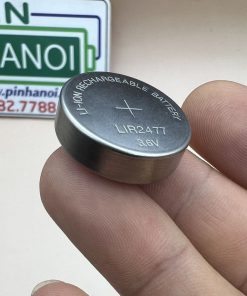 HANOI
www.pinhanoi
82.7788
LI-ION RECHARGEABLE BATTERY
+
LIR2477
3.6V